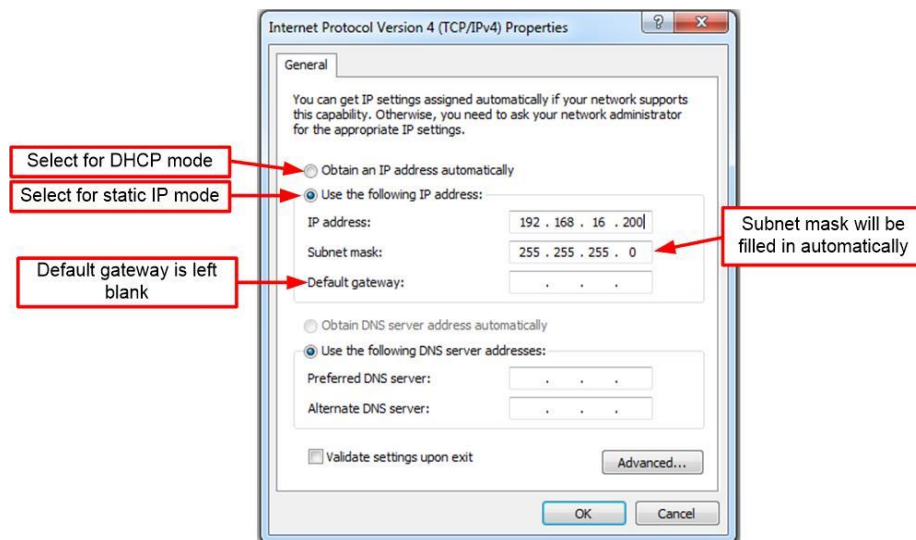 Internet Protocol Version 4 (TCP/IPv4) Properties
?
X
General
You can get IP settings assigned automatically if your network supports
this capability. Otherwise, you need to ask your network administrator
for the appropriate IP settings.
Select for DHCP mode
Obtain an IP address automatically
Select for static IP mode
Use the following IP address:
IP address:
192 . 168 . 16 . 200
Subnet mask:
255 . 255 . 255 . 0
Subnet mask will be
filled in automatically
Default gateway is left
blank
Default gateway:
. . .
Obtain DNS server address automatically
Use the following DNS server addresses:
Preferred DNS server:
. . .
Alternate DNS server:
. . .
Validate settings upon exit
Advanced...
OK
Cancel